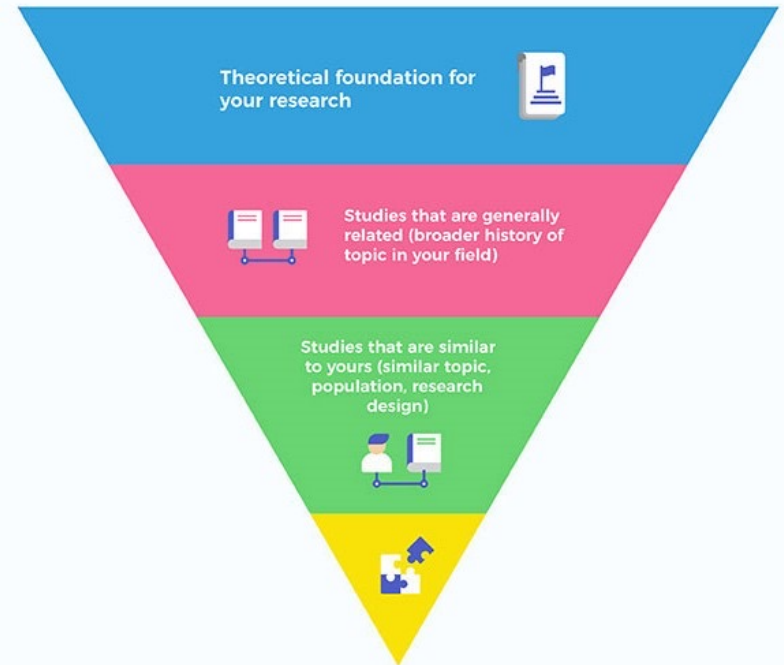 Theoretical foundation for
your research
Studies that are generally
related (broader history of
topic in your field)
Studies that are similar
to yours (similar topic,
population, research
design)